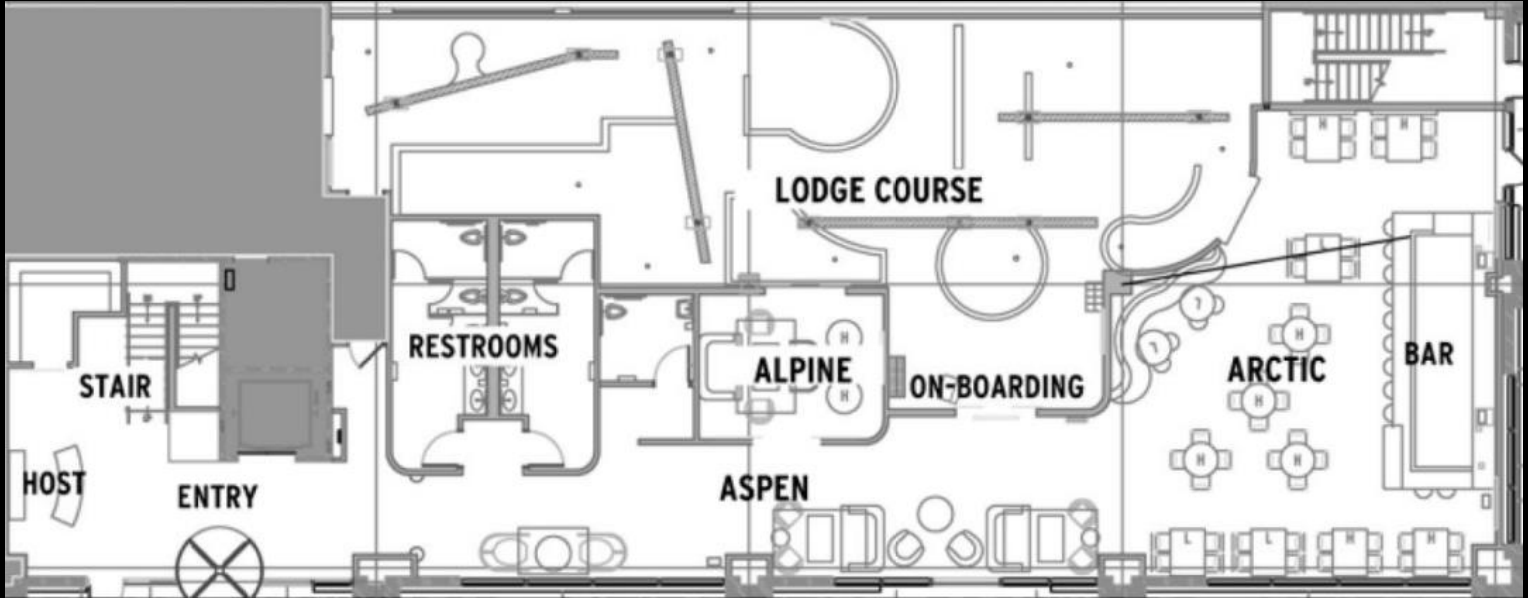 LODGE COURSE
RESTROOMS
STAIR
ALPINE
ON-BOARDING
ARCTIC
BAR
HOST
ENTRY
ASPEN
H
H
L
L
L
H
H
H
H
H
H
L
L
H
H